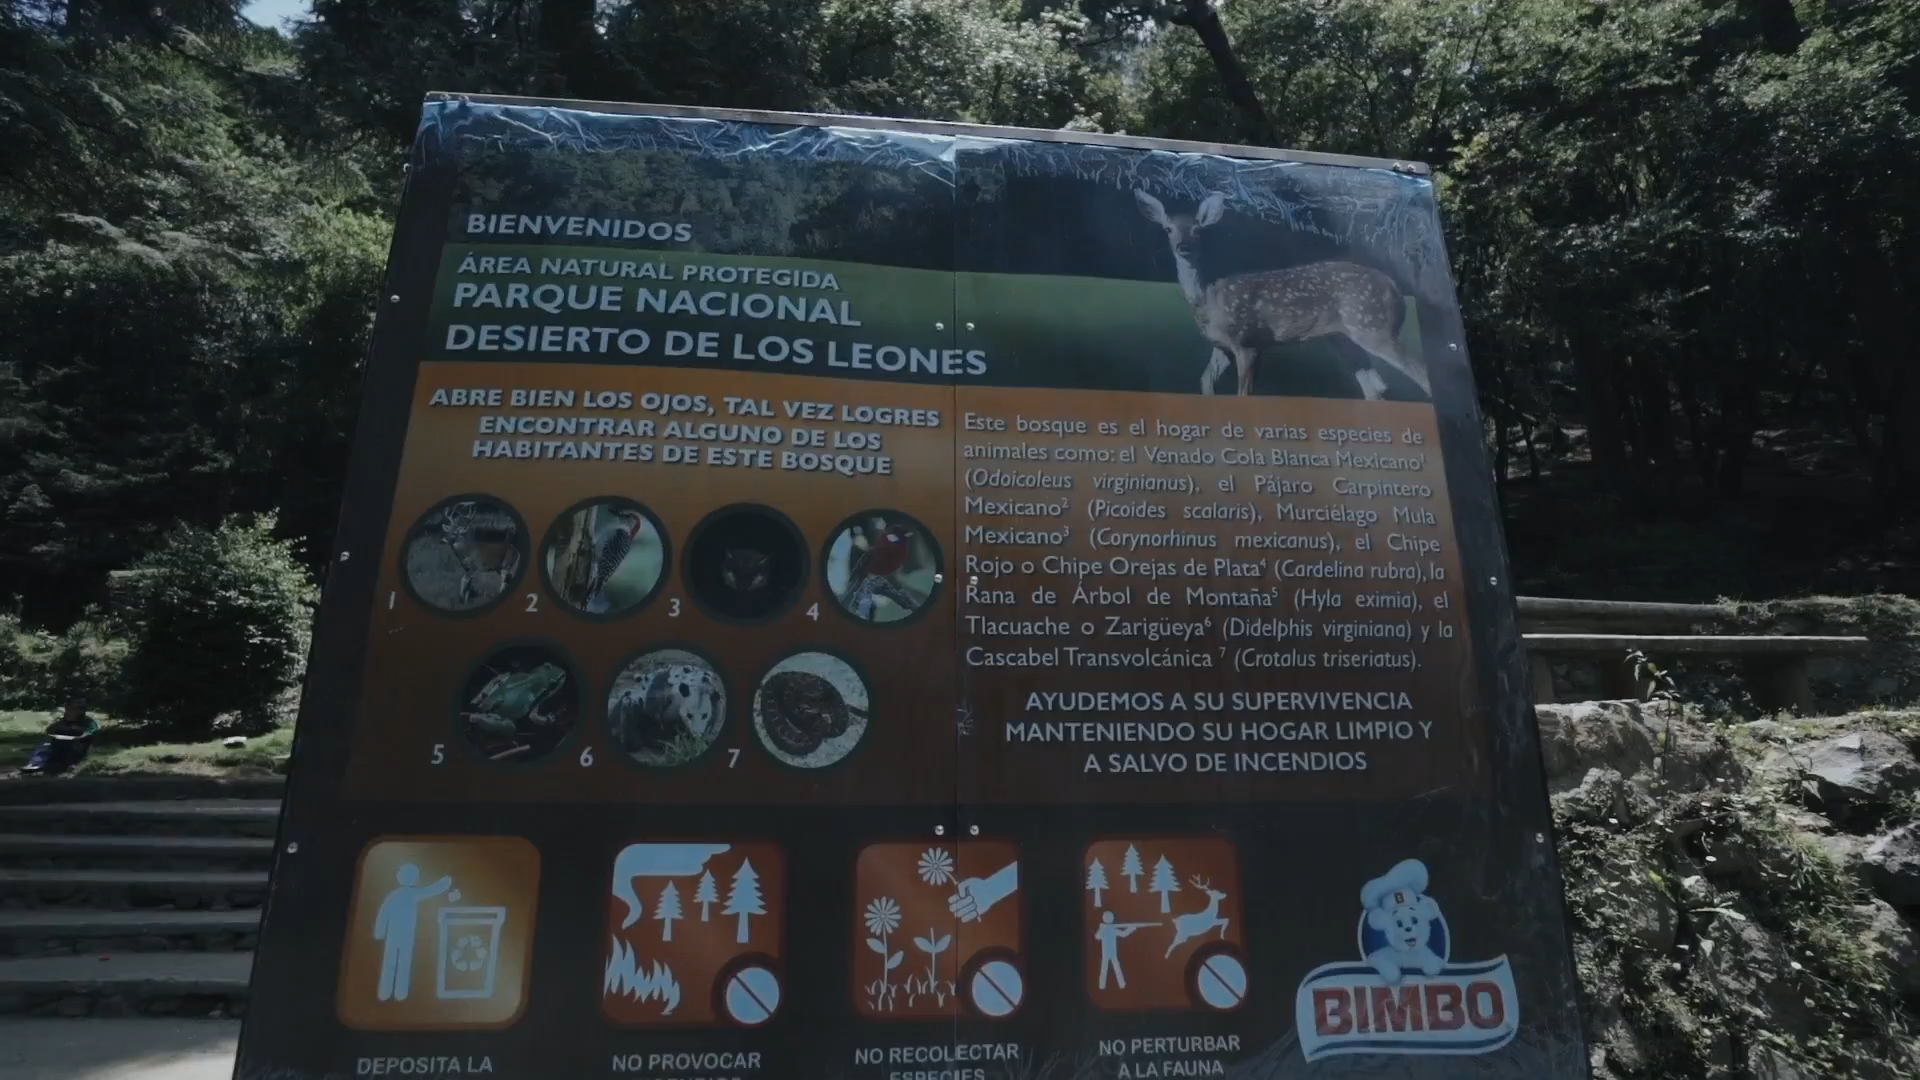 BIENVENIDOS
ÁREA NATURAL PROTEGIDA
PARQUE NACIONAL
DESIERTO DE LOS LEONES
ABRE BIEN LOS OJOS, TAL VEZ LOGRES
ENCONTRAR ALGUNO DE LOS
HABITANTES DE ESTE BOSQUE
1 2 3 4
5 6 7
Este bosque es el hogar de varias especies de
animales como: el Venado Cola Blanca Mexicano¹
(Odoicoleus virginianus), el Pájaro Carpintero
Mexicano² (Picoides scalaris), Murciélago Mula
Mexicano³ (Corynorhinus mexicanus), el Chipe
Rojo o Chipe Orejas de Plata⁴ (Cardelina rubra), la
Rana de Árbol de Montaña⁵ (Hyla eximia), el
Tlacuache o Zarigüeya⁶ (Didelphis virginiana) y la
Cascabel Transvolcánica ⁷ (Crotalus triseriatus).
AYUDEMOS A SU SUPERVIVENCIA
MANTENIENDO SU HOGAR LIMPIO Y
A SALVO DE INCENDIOS
DEPOSITA LA
NO PROVOCAR
NO RECOLECTAR
ESPECIES
NO PERTURBAR
A LA FAUNA
BIMBO